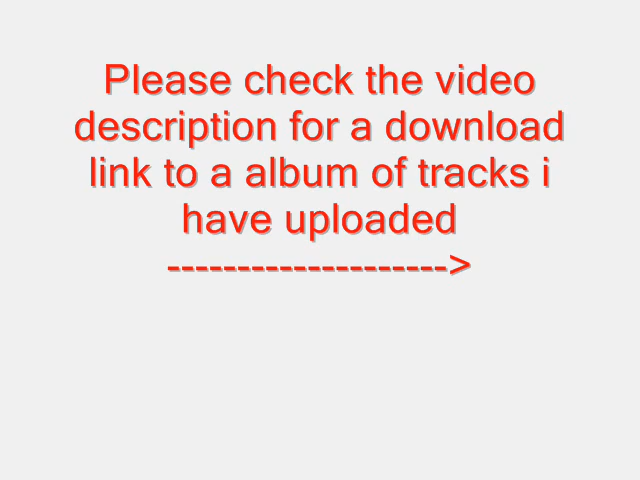 Please check the video
description for a download
link to a album of tracks i
have uploaded
-------------------->